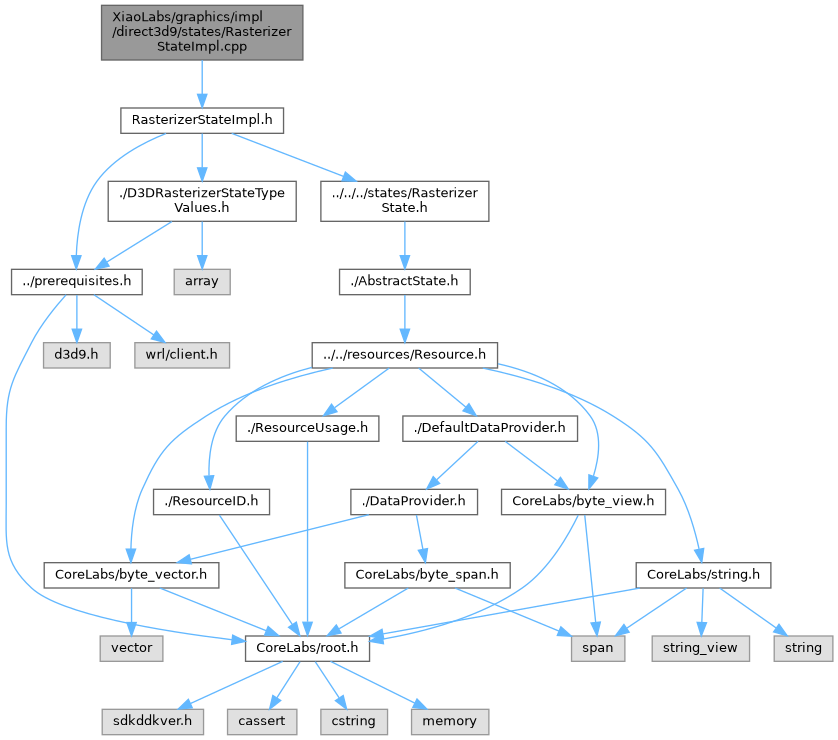 XiaoLabs/graphics/impl
/direct3d9/states/Rasterizer
StateImpl.cpp
RasterizerStateImpl.h
./D3DRasterizerStateType
Values.h
../../../states/Rasterizer
State.h
../prerequisites.h
array
./AbstractState.h
d3d9.h
wrl/client.h
../../resources/Resource.h
./ResourceUsage.h
./DefaultDataProvider.h
./ResourceID.h
./DataProvider.h
CoreLabs/byte_view.h
CoreLabs/byte_vector.h
CoreLabs/byte_span.h
CoreLabs/string.h
vector
CoreLabs/root.h
span
string_view
string
sdkddkver.h
cassert
cstring
memory